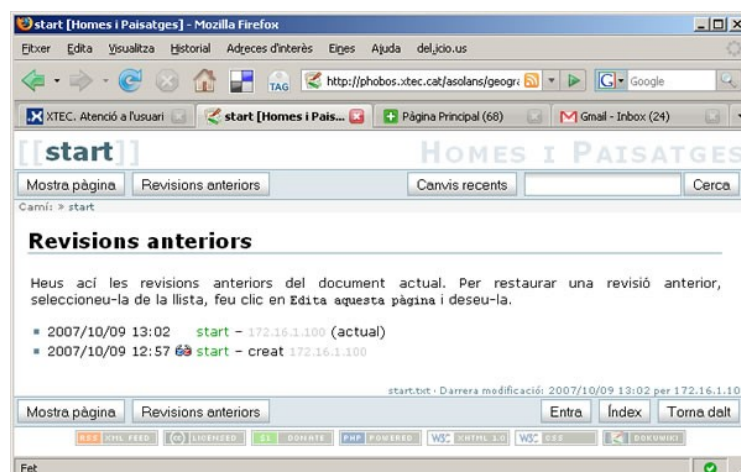 start [Homes i Paisatges] - Mozilla Firefox
Fitxer Edita Visualitza Historial Adreces d'interès Eines Ajuda del.icio.us
TAG http://phobos.xtec.cat/asolans/geogra G Google
XTEC. Atenció a l'usuari start [Homes i Pais... Pàgina Principal (68) Gmail - Inbox (24)
[[start]] HOMES I PAISATGES
Mostra pàgina Revisions anteriors Canvis recents Cerca
Camí: » start
Revisions anteriors
Heus ací les revisions anteriors del document actual. Per restaurar una revisió anterior,
seleccioneu-la de la llista, feu clic en Edita aquesta pàgina i deseu-la.
2007/10/09 13:02 start – 172.16.1.100 (actual)
2007/10/09 12:57 start – creat 172.16.1.100
start.txt · Darrera modificació: 2007/10/09 13:02 per 172.16.1.10
Mostra pàgina Revisions anteriors Entra Índex Torna dalt
RSS XML FEED (cc) LICENSED $1 DONATE PHP POWERED W3C XHTML 1.0 W3C CSS DOKUWIKI
Fet